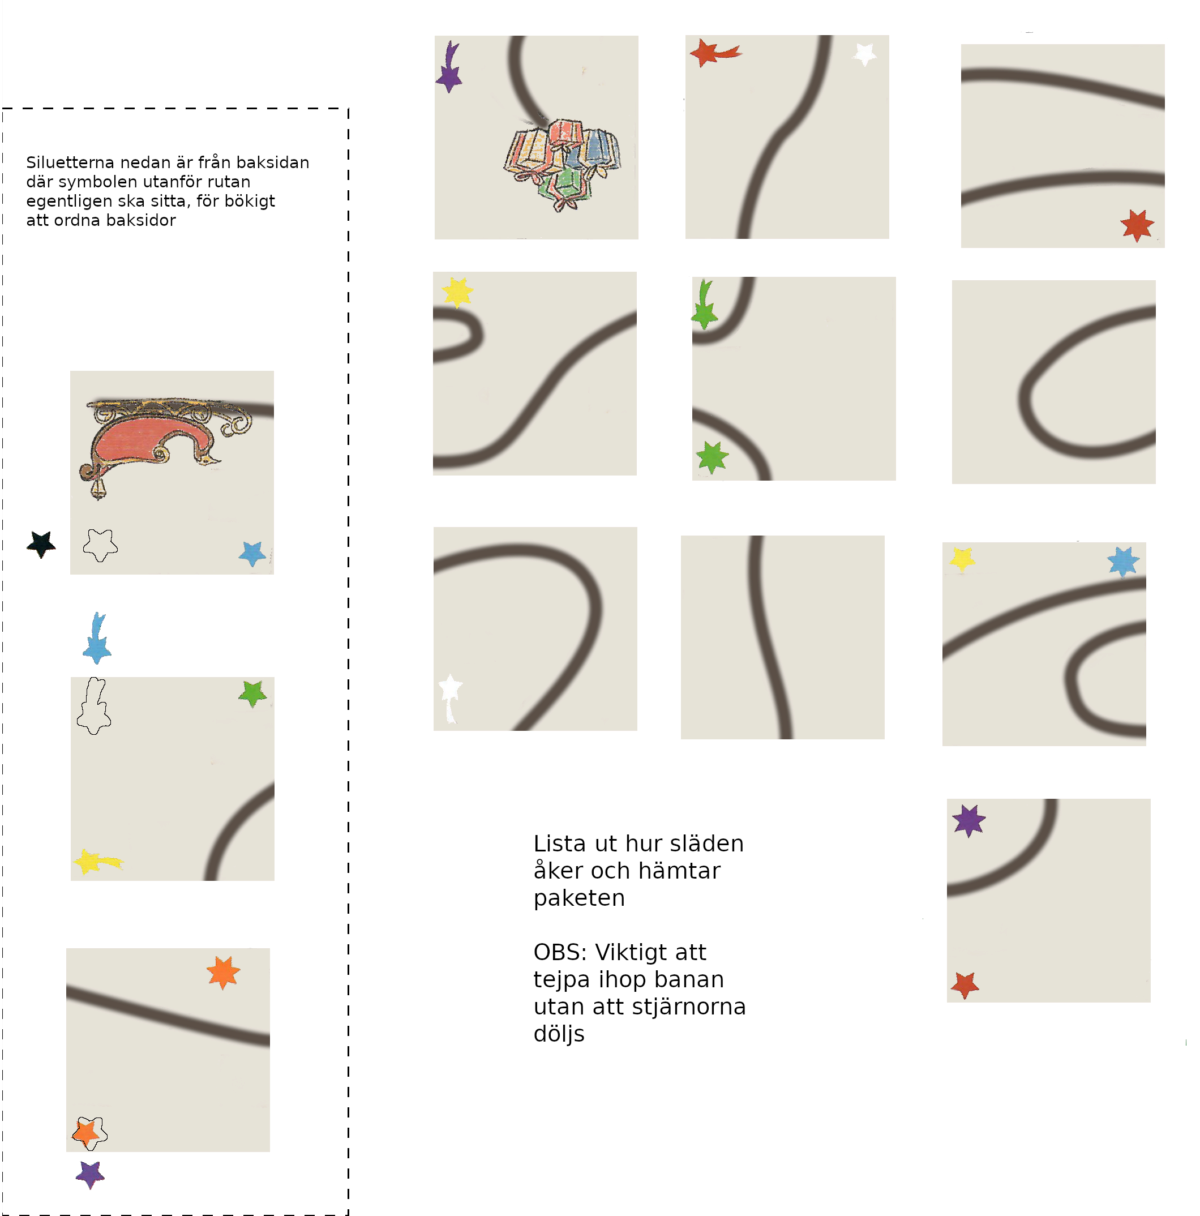 Siluetterna nedan är från baksidan
där symbolen utanför rutan
egentligen ska sitta, för bökigt
att ordna baksidor
Lista ut hur släden
åker och hämtar
paketen
OBS: Viktigt att
tejpa ihop banan
utan att stjärnorna
döljs